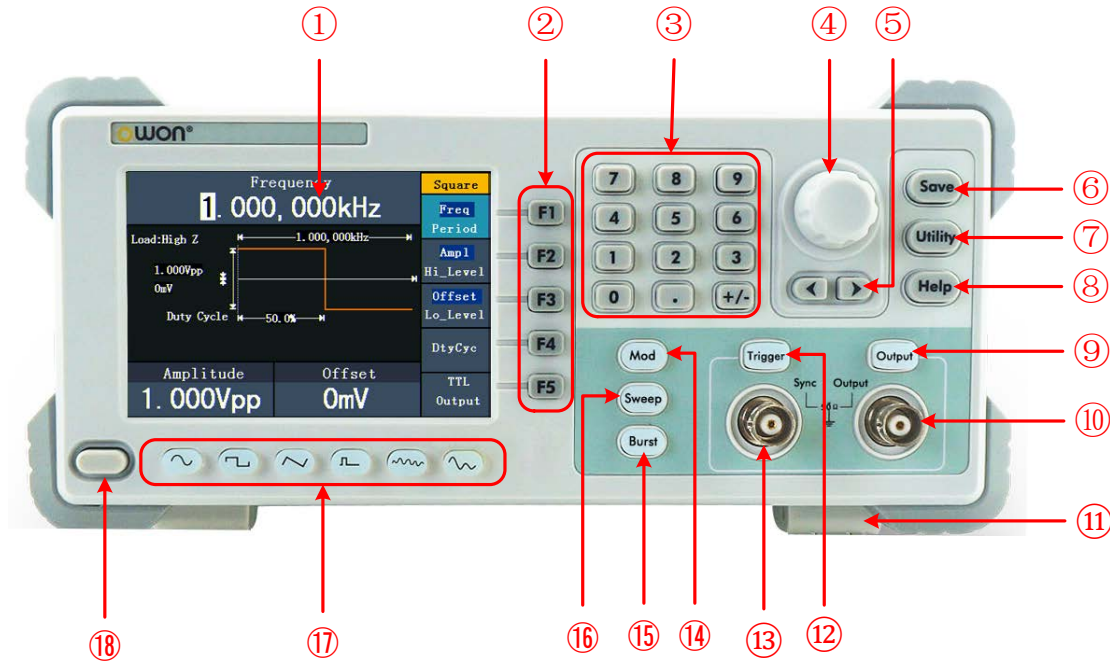 ① ② ③ ④ ⑤
owon®
Frequency
1.000,000kHz
Square
Freq
Period
Load:High Z
1.000,000kHz
Ampl
Hi_Level
1.000Vpp
0mV
Offset
Lo_Level
Duty Cycle
50.0%
DtyCyc
Amplitude
Offset
TTL
Output
1.000Vpp
0mV
F1
F2
F3
F4
F5
7 8 9
4 5 6
1 2 3
0 . +/-
Save
Utility
Help
⑥
⑦
⑧
Mod
Sweep
Burst
Trigger
Output
Sync Output
⑨
⑩
⑪
⑱ ⑰ ⑯ ⑮ ⑭ ⑬ ⑫